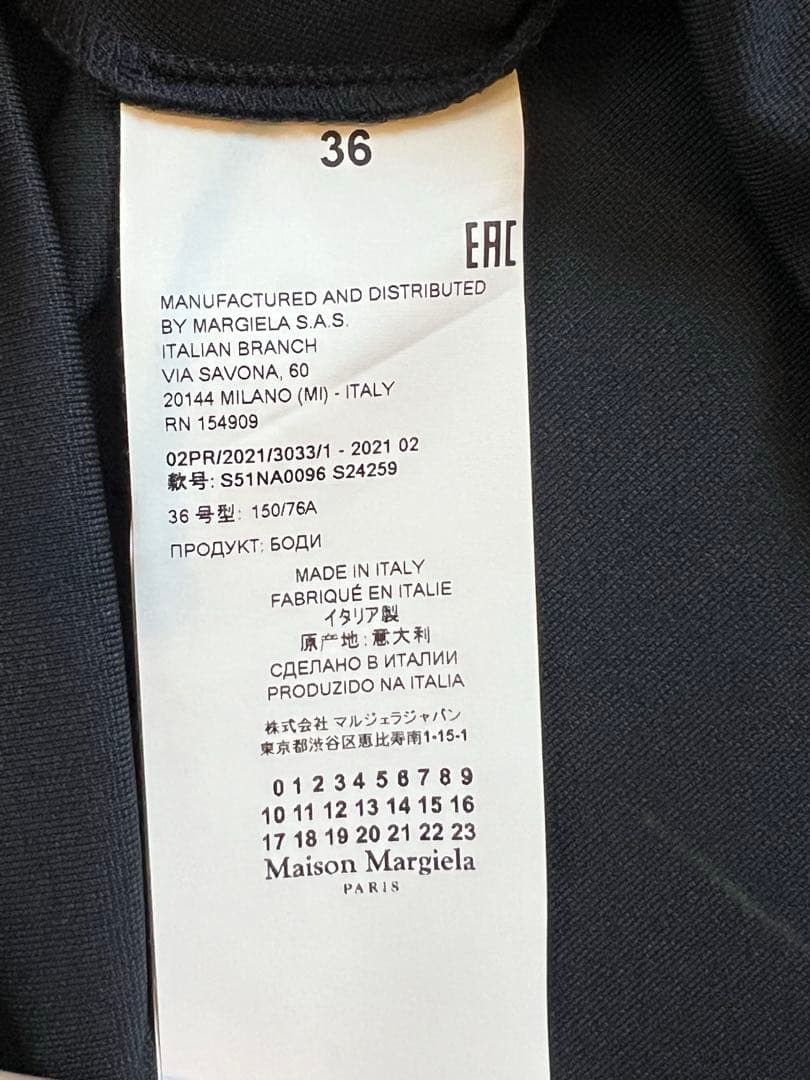 36
EAC
MANUFACTURED AND DISTRIBUTED
BY MARGIELA S.A.S.
ITALIAN BRANCH
VIA SAVONA, 60
20144 MILANO (MI) - ITALY
RN 154909
02PR/2021/3033/1 - 2021 02
款号: S51NA0096 S24259
36 号型: 150/76A
ПРОДУКТ: БОДИ
MADE IN ITALY
FABRIQUÉ EN ITALIE
イタリア製
原产地:意大利
СДЕЛАНО В ИТАЛИИ
PRODUZIDO NA ITALIA
株式会社 マルジェラジャパン
東京都渋谷区恵比寿南1-15-1
0 1 2 3 4 5 6 7 8 9
10 11 12 13 14 15 16
17 18 19 20 21 22 23
Maison Margiela
PARIS